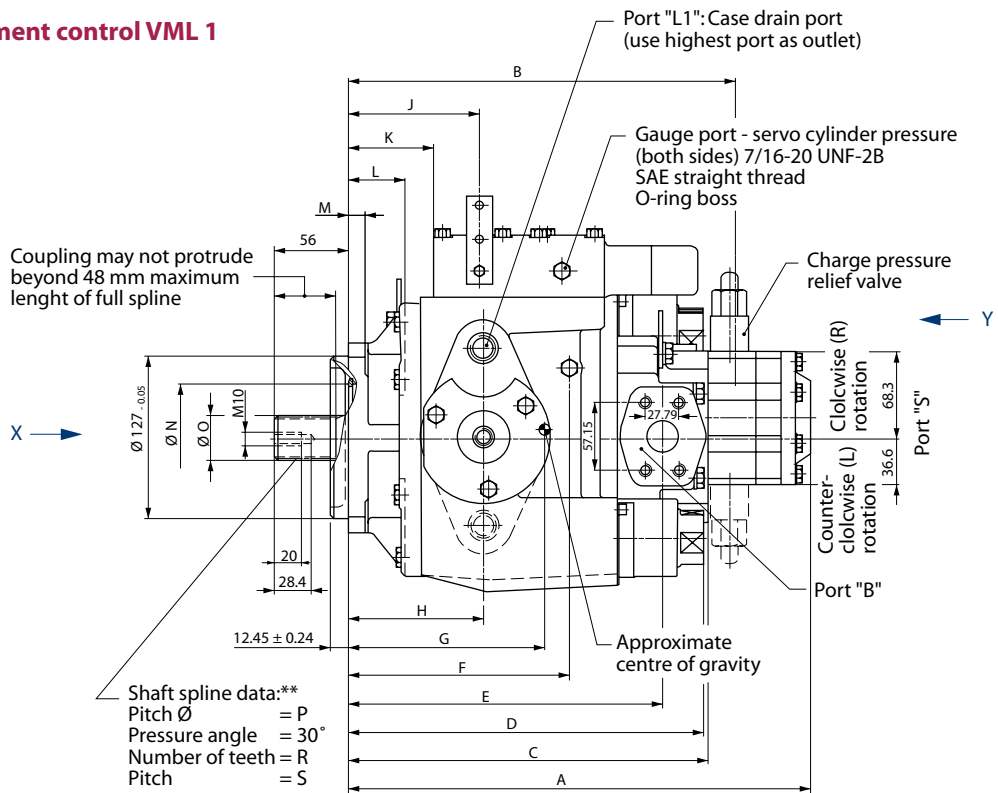 ment control VML 1
Port "L1": Case drain port
(use highest port as outlet)
B
J
K
L
M
56
Gauge port - servo cylinder pressure
(both sides) 7/16-20 UNF-2B
SAE straight thread
O-ring boss
Coupling may not protrude
beyond 48 mm maximum
lenght of full spline
Charge pressure
relief valve
Y
X
Ø 127 - 0.05
Ø N
Ø O
M10
57.15
27.79
Clolcwise (R)
rotation
68.3
Port "S"
36.6
Counter-
clolcwise (L)
rotation
20
28.4
12.45 ± 0.24
H
G
F
E
D
C
A
Port "B"
Approximate
centre of gravity
Shaft spline data:**
Pitch Ø = P
Pressure angle = 30°
Number of teeth = R
Pitch = S